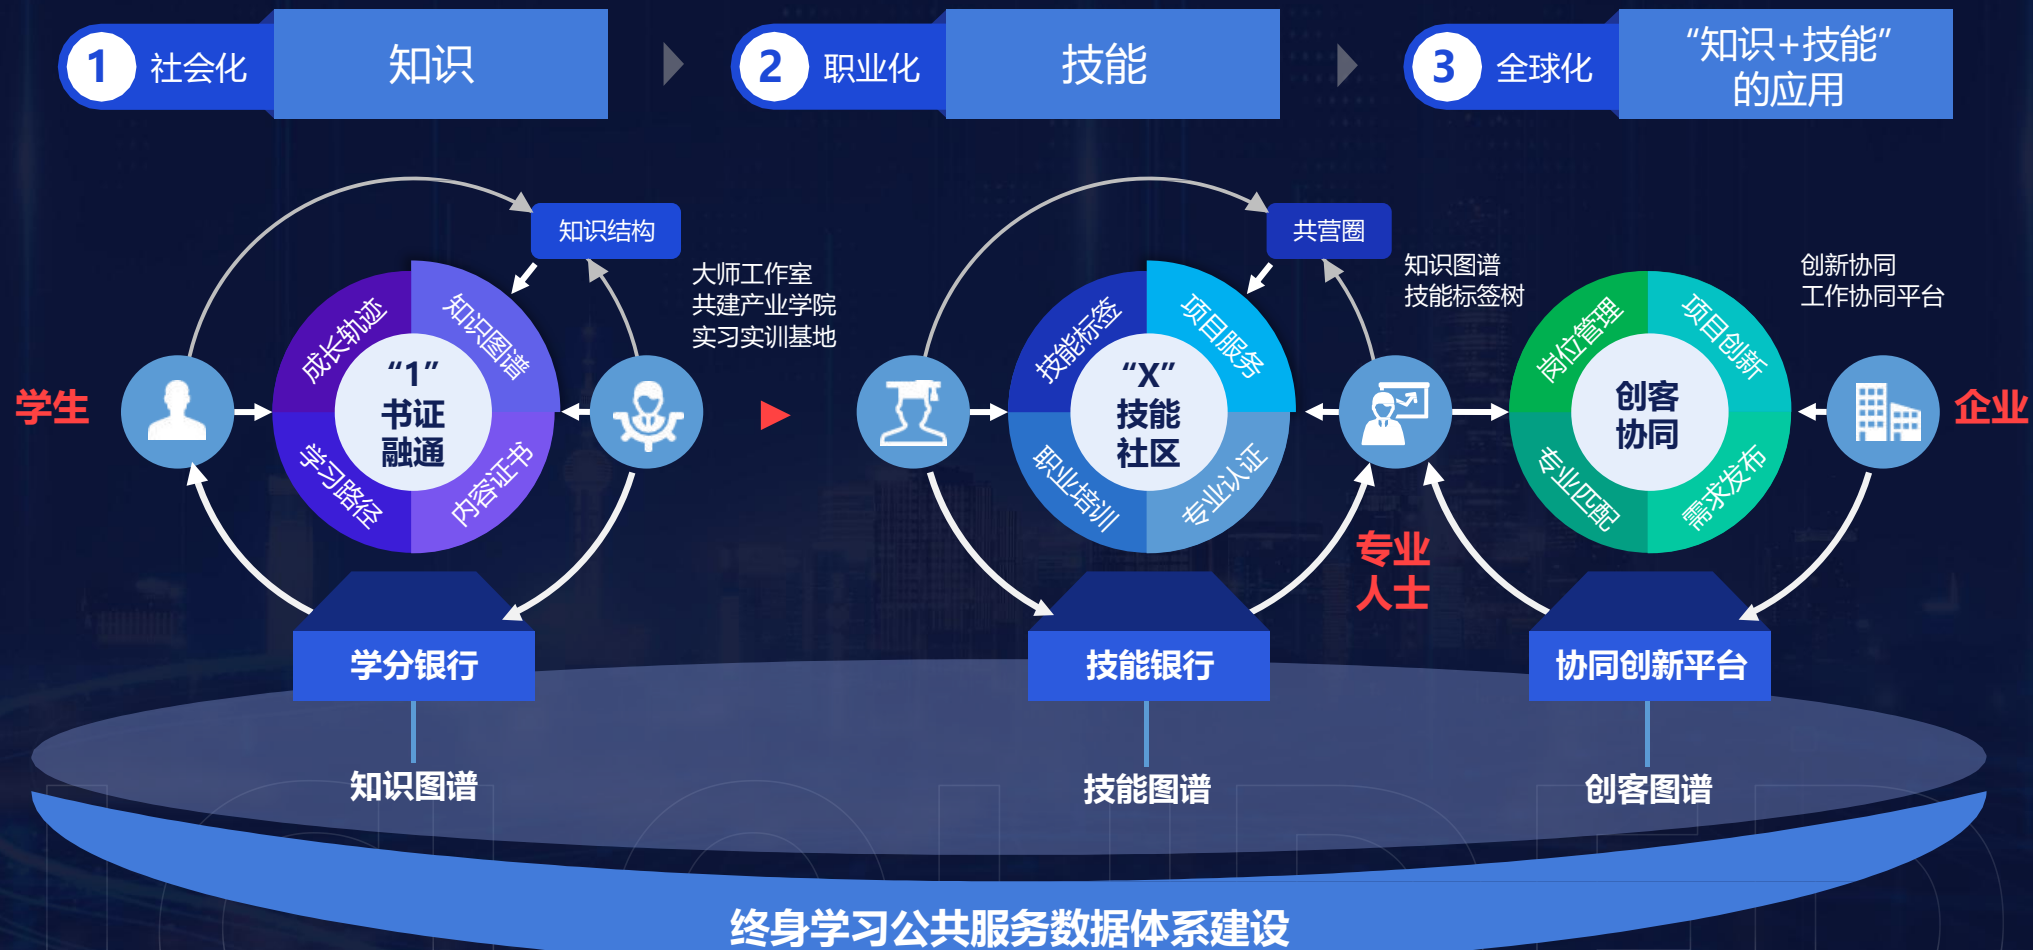 1
社会化
知识
2
职业化
技能
3
全球化
“知识+技能”
的应用
知识结构
大师工作室
共建产业学院
实习实训基地
成长轨迹
知识图谱
学习路径
内容证书
“1”
书证
融通
学生
学分银行
知识图谱
共营圈
知识图谱
技能标签树
技能标签
项目服务
职业培训
专业认证
“X”
技能
社区
专业
人士
技能银行
技能图谱
创新协同
工作协同平台
岗位管理
项目创新
专业匹配
需求发布
创客
协同
企业
协同创新平台
创客图谱
终身学习公共服务数据体系建设